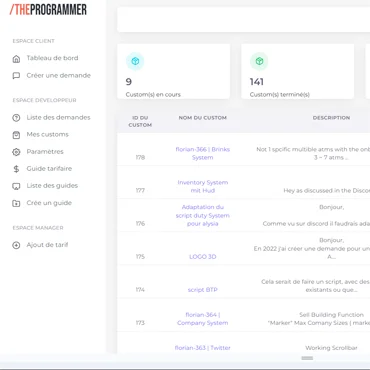 /THEPROGRAMMER
ESPACE CLIENT
Tableau de bord
Créer une demande
ESPACE DEVELOPPEUR
Liste des demandes
Mes customs
Paramètres
Guide tarifaire
Liste des guides
Crée un guide
ESPACE MANAGER
Ajout de tarif
9
Custom(s) en cours
141
Custom(s) terminé(s)
ID DU CUSTOM
NOM DU CUSTOM
DESCRIPTION
178
florian-366 | Brinks System
Not 1 spcific multiple arms with the
3 – 7 arms ...
177
Inventory System mit Hud
Hey as discussed in the Disco
176
Adaptation du script duty System pour alysia
Bonjour,
Comme vu sur discord il faudrais
175
LOGO 3D
Bonjour,
En 2022 j'ai créer une demande pour un
A...
174
script BTP
Cela serait de faire un script, avec des
existants ou que...
173
florian-364 | Company System
Sell Building Function
"Marker" Max Comany Sizes ( marke
florian-363 | Twitter
Working Scrollbar